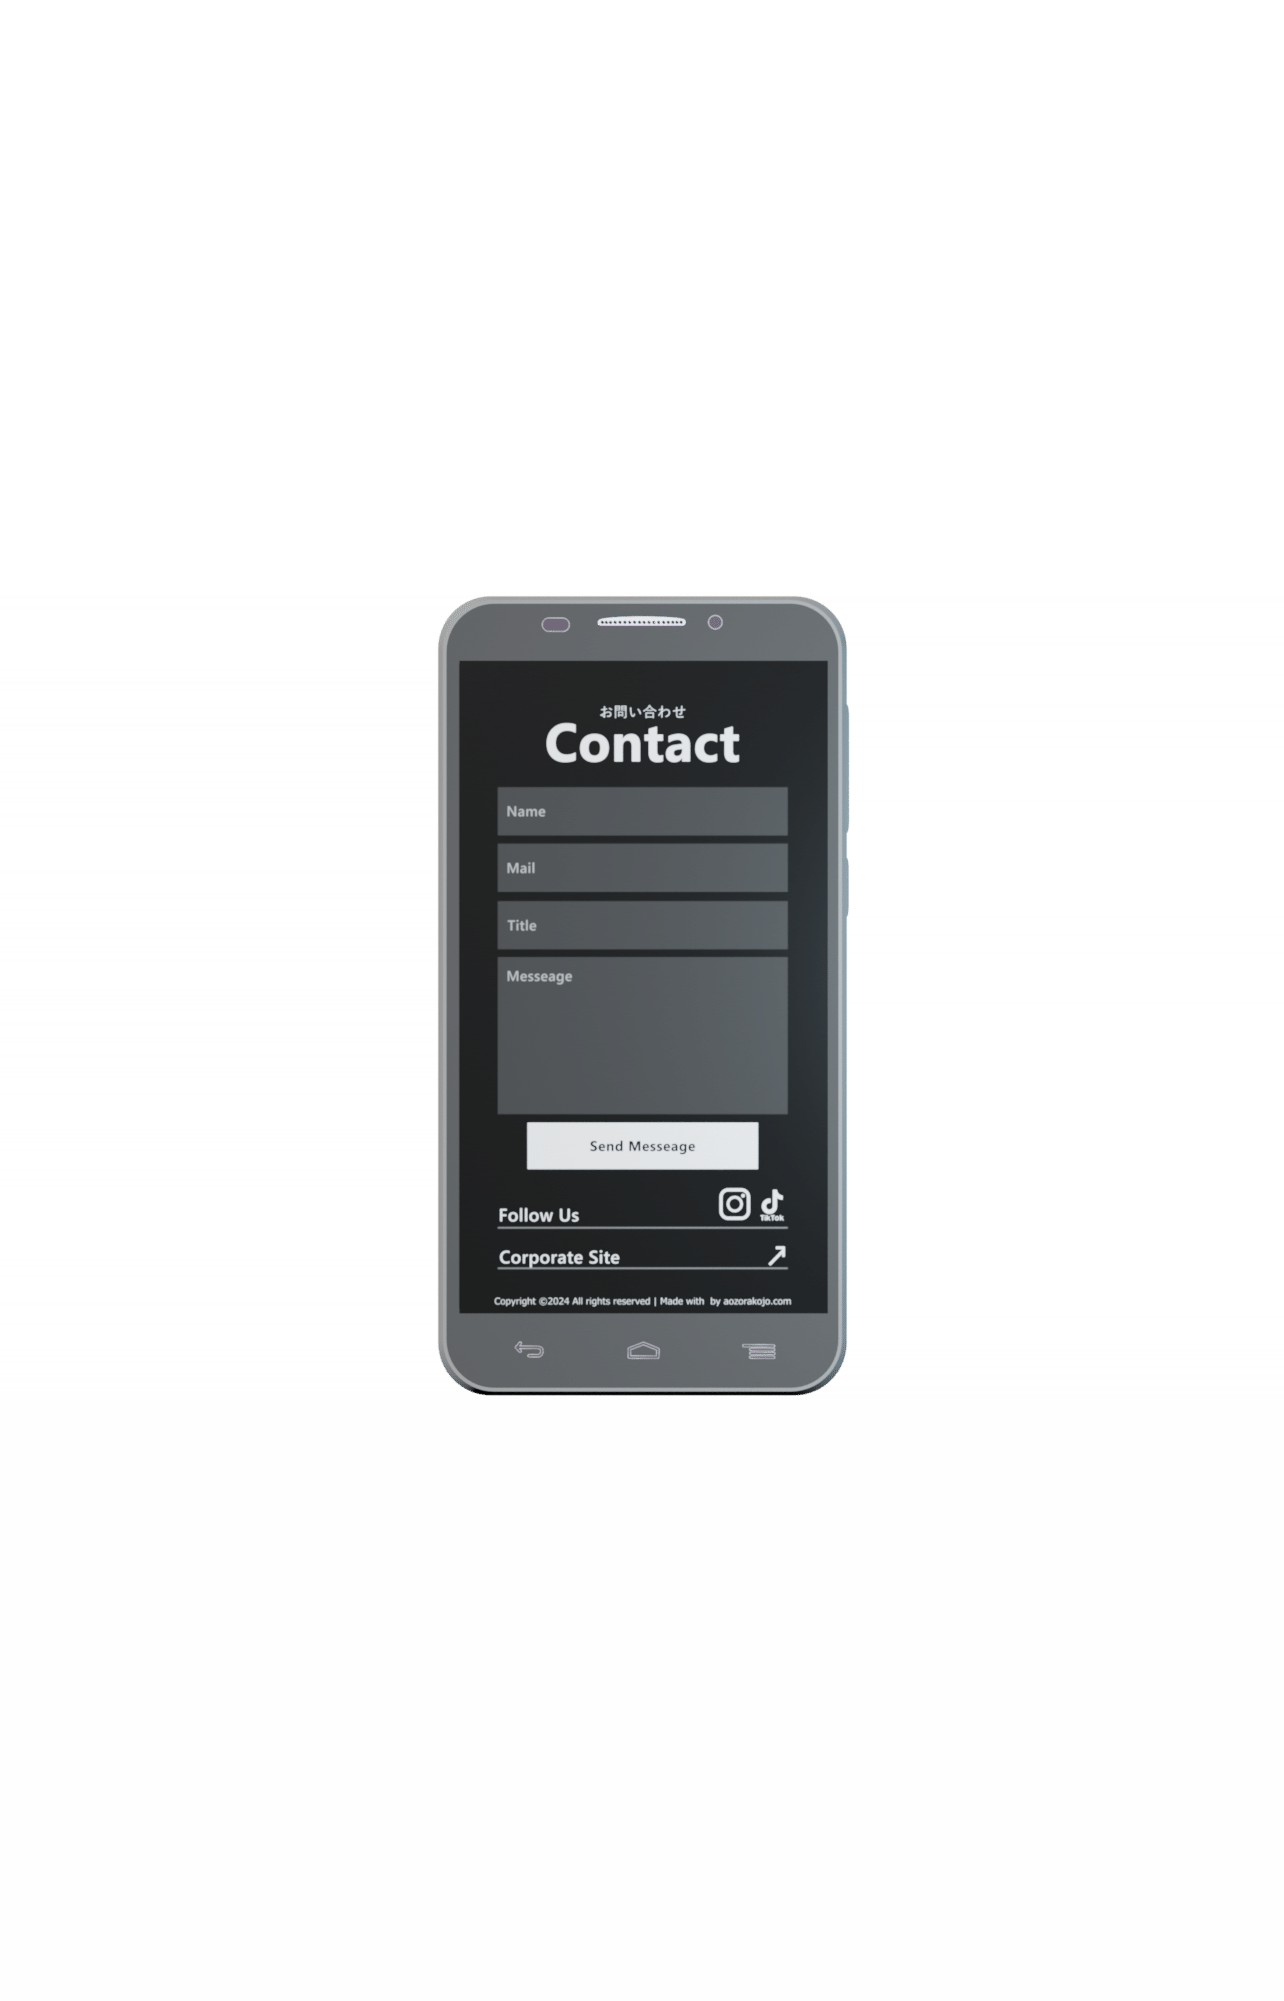 お問い合わせ
Contact
Name
Mail
Title
Messeage
Send Messeage
TikTok
Follow Us
Corporate Site
Copyright ©2024 All rights reserved | Made with by aozorakojo.com